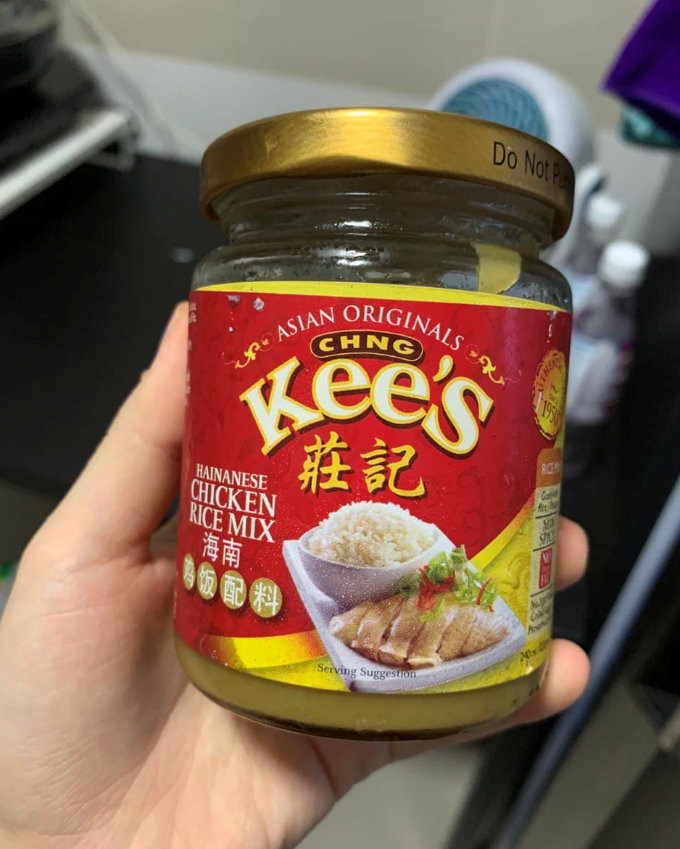 Do Not
ASIAN ORIGINALS
CHNG
Kee's
莊記
HAINANESE
CHICKEN
RICE MIX
海南
鸡饭配料
Serving Suggestion